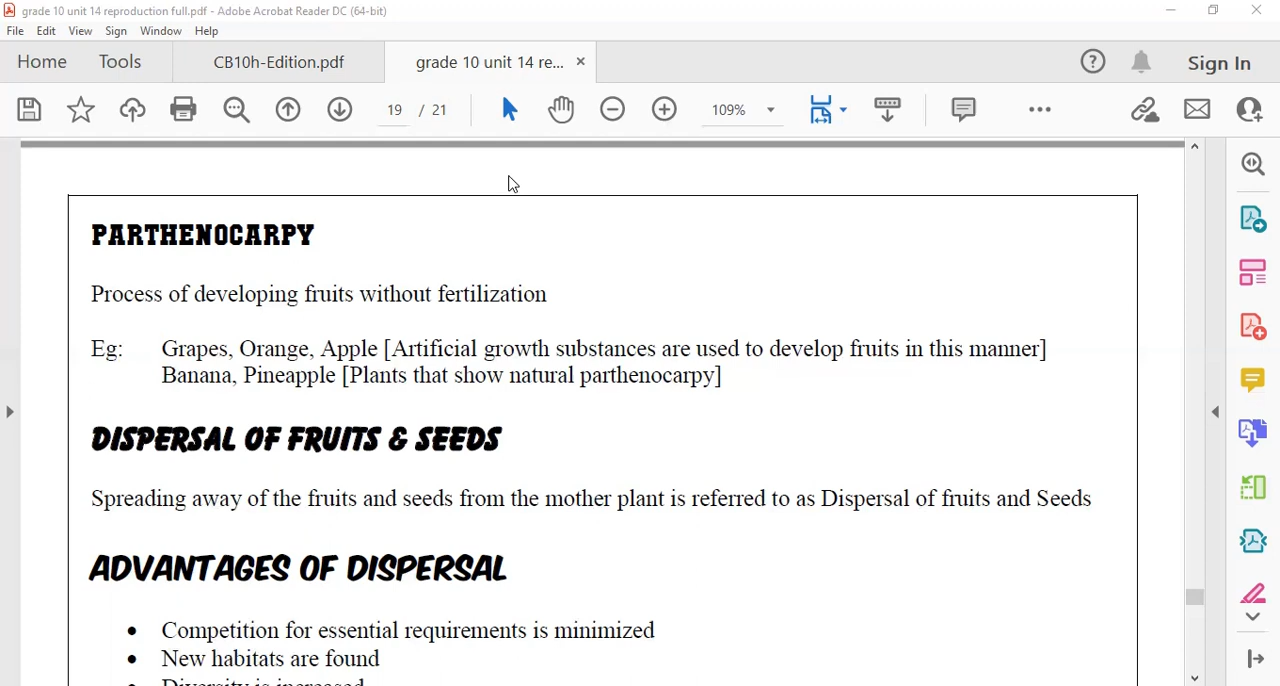 grade 10 unit 14 reproduction full.pdf - Adobe Acrobat Reader DC (64-bit)
File Edit View Sign Window Help
Home Tools CB10h-Edition.pdf grade 10 unit 14 re... × Sign In
19 / 21 109%
PARTHENOCARPY
Process of developing fruits without fertilization
Eg: Grapes, Orange, Apple [Artificial growth substances are used to develop fruits in this manner]
Banana, Pineapple [Plants that show natural parthenocarpy]
DISPERSAL OF FRUITS & SEEDS
Spreading away of the fruits and seeds from the mother plant is referred to as Dispersal of fruits and Seeds
ADVANTAGES OF DISPERSAL
• Competition for essential requirements is minimized
• New habitats are found
• Diversity is increased